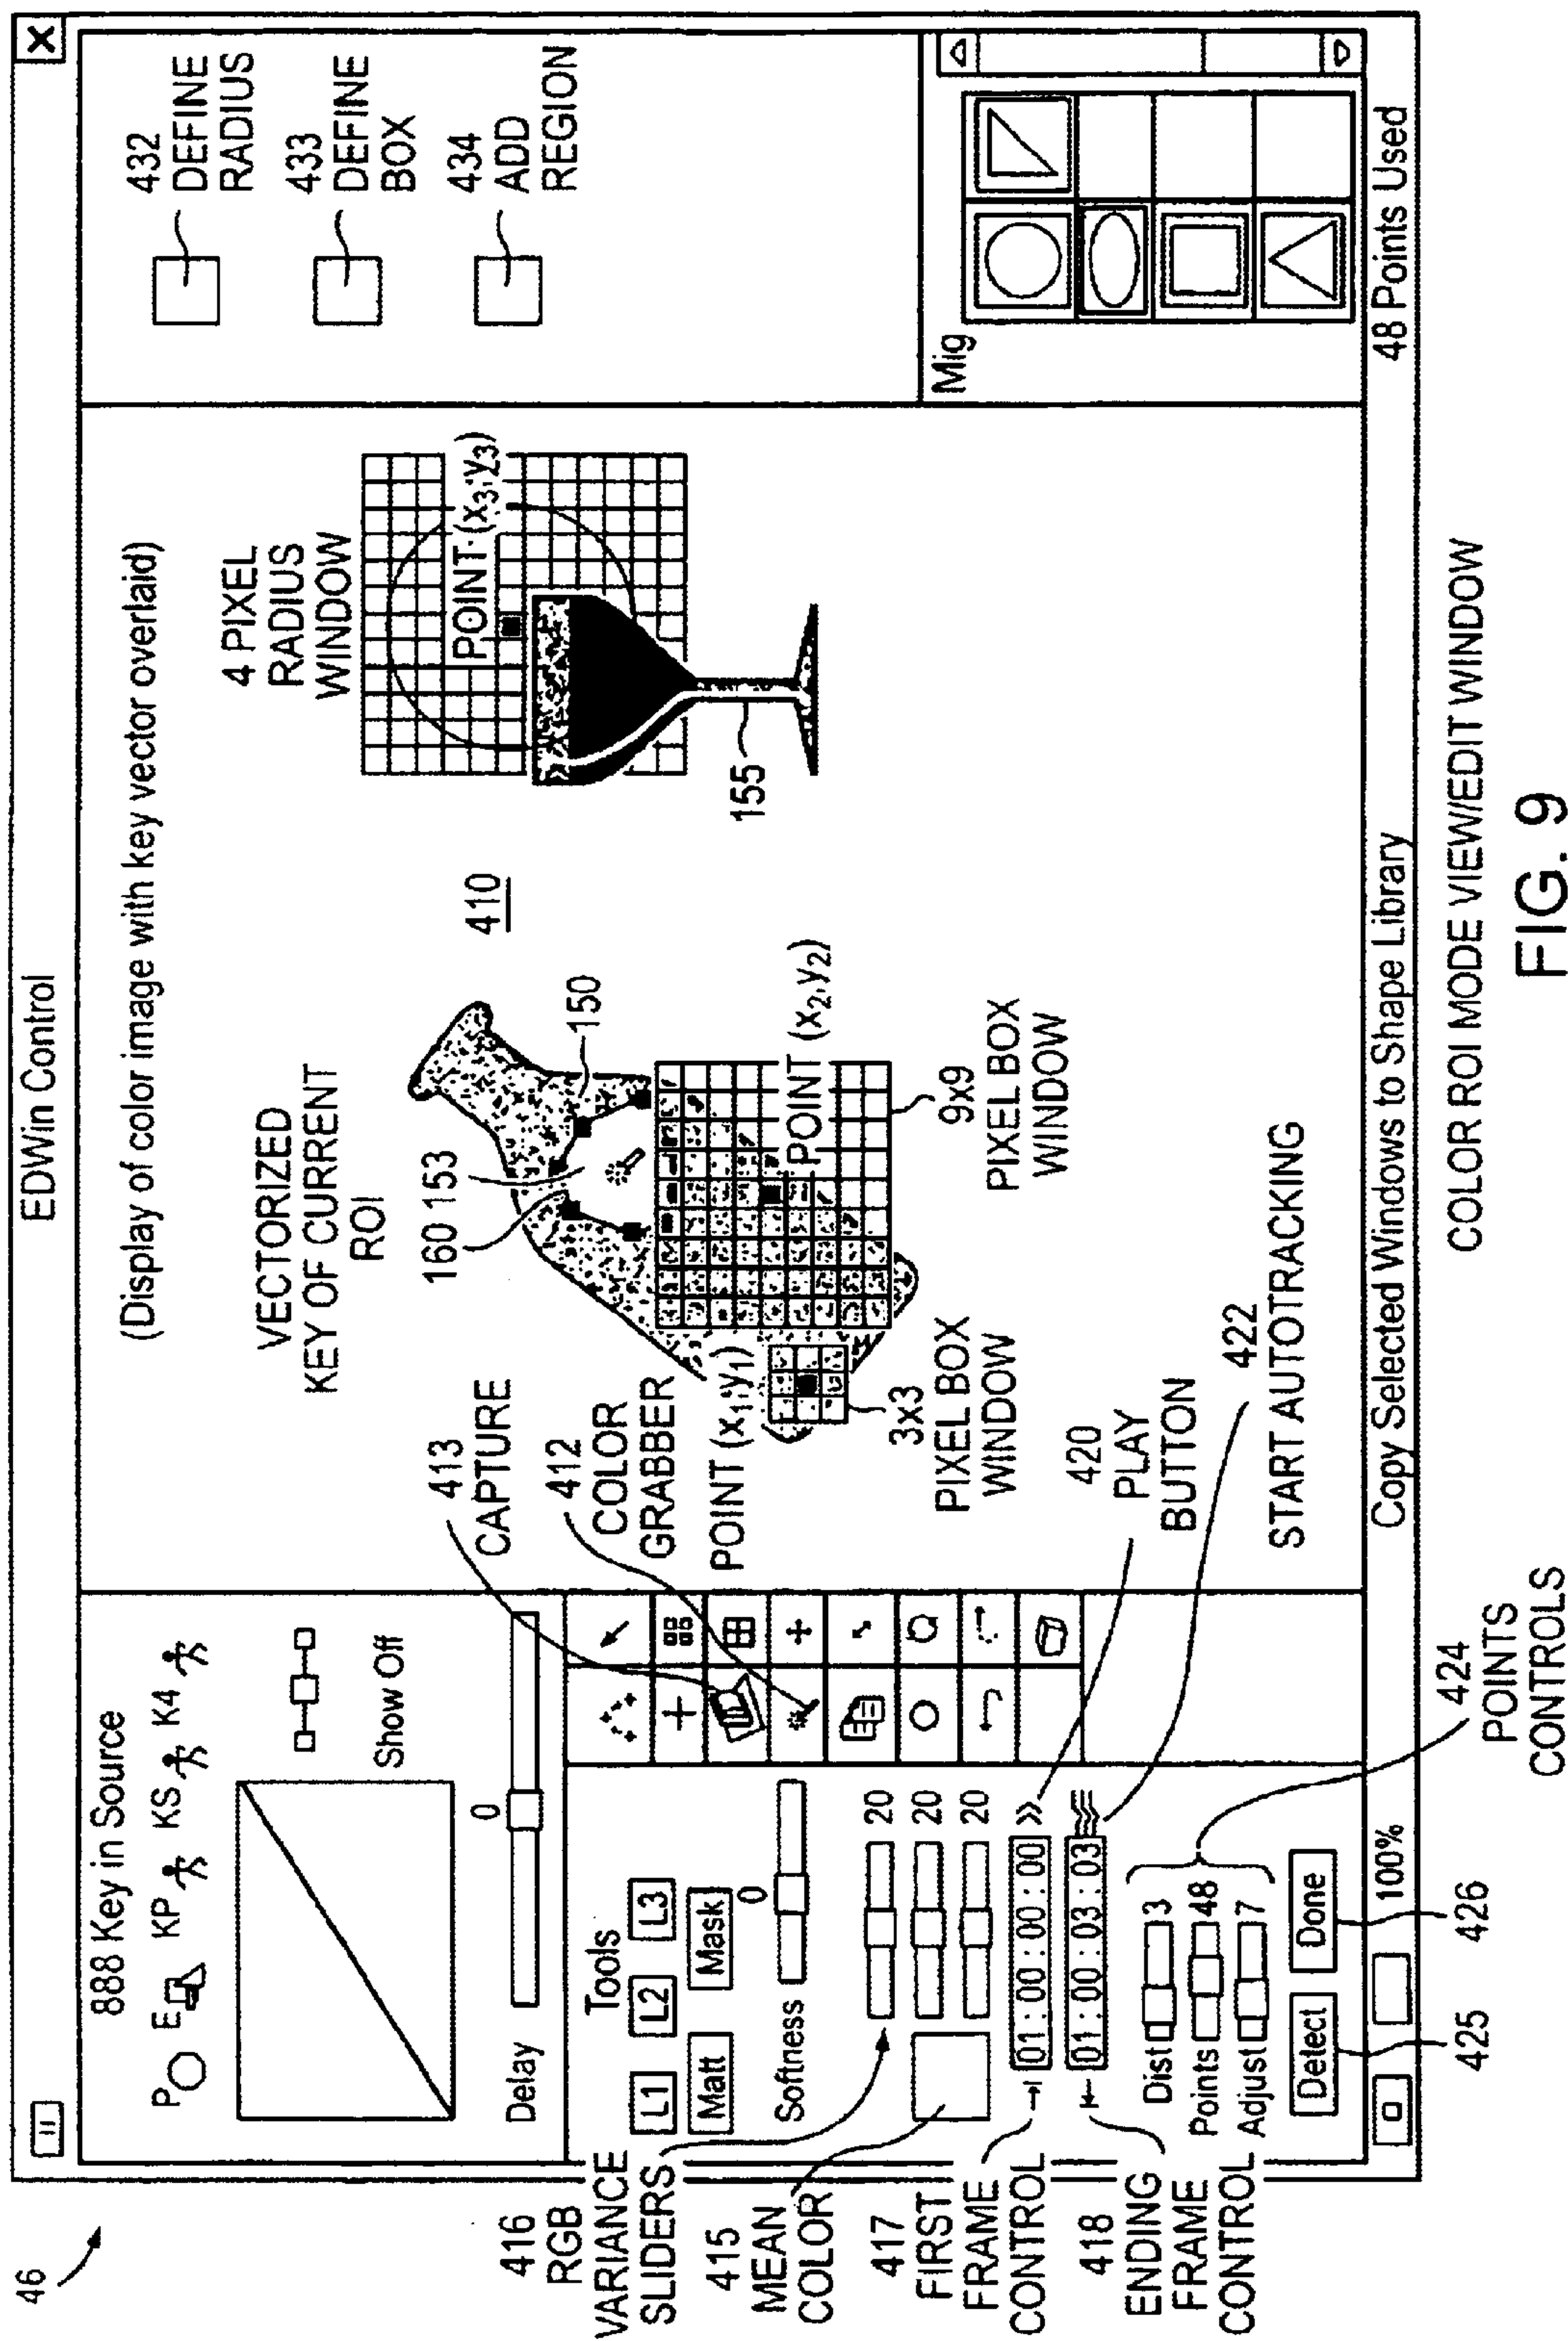 46
EDWin Control
X
888 Key in Source
P E KP KS K4
Show Off
0
Delay
Tools
L1 L2 L3
Matt Mask
0
Softness
20
20
20
01:00:00:00
01:00:03:03
Dist 3
Points 48
Adjust 7
Detect Done
100%
416
RGB
VARIANCE
SLIDERS
415
MEAN
COLOR
417
FIRST
FRAME
CONTROL
418
ENDING
FRAME
CONTROL
425
426
424
POINTS
CONTROLS
(Display of color image with key vector overlaid)
VECTORIZED
KEY OF CURRENT
ROI
413
CAPTURE
412
COLOR
GRABBER
160 153
150
410
POINT (x1,y1)
3x3
PIXEL BOX
WINDOW
POINT (x2,y2)
9x9
PIXEL BOX
WINDOW
420
PLAY
BUTTON
422
START AUTOTRACKING
4 PIXEL
RADIUS
WINDOW
POINT (x3,y3)
155
432
DEFINE
RADIUS
433
DEFINE
BOX
434
ADD
REGION
Mig
Copy Selected Windows to Shape Library
48 Points Used
COLOR ROI MODE VIEW/EDIT WINDOW
FIG. 9